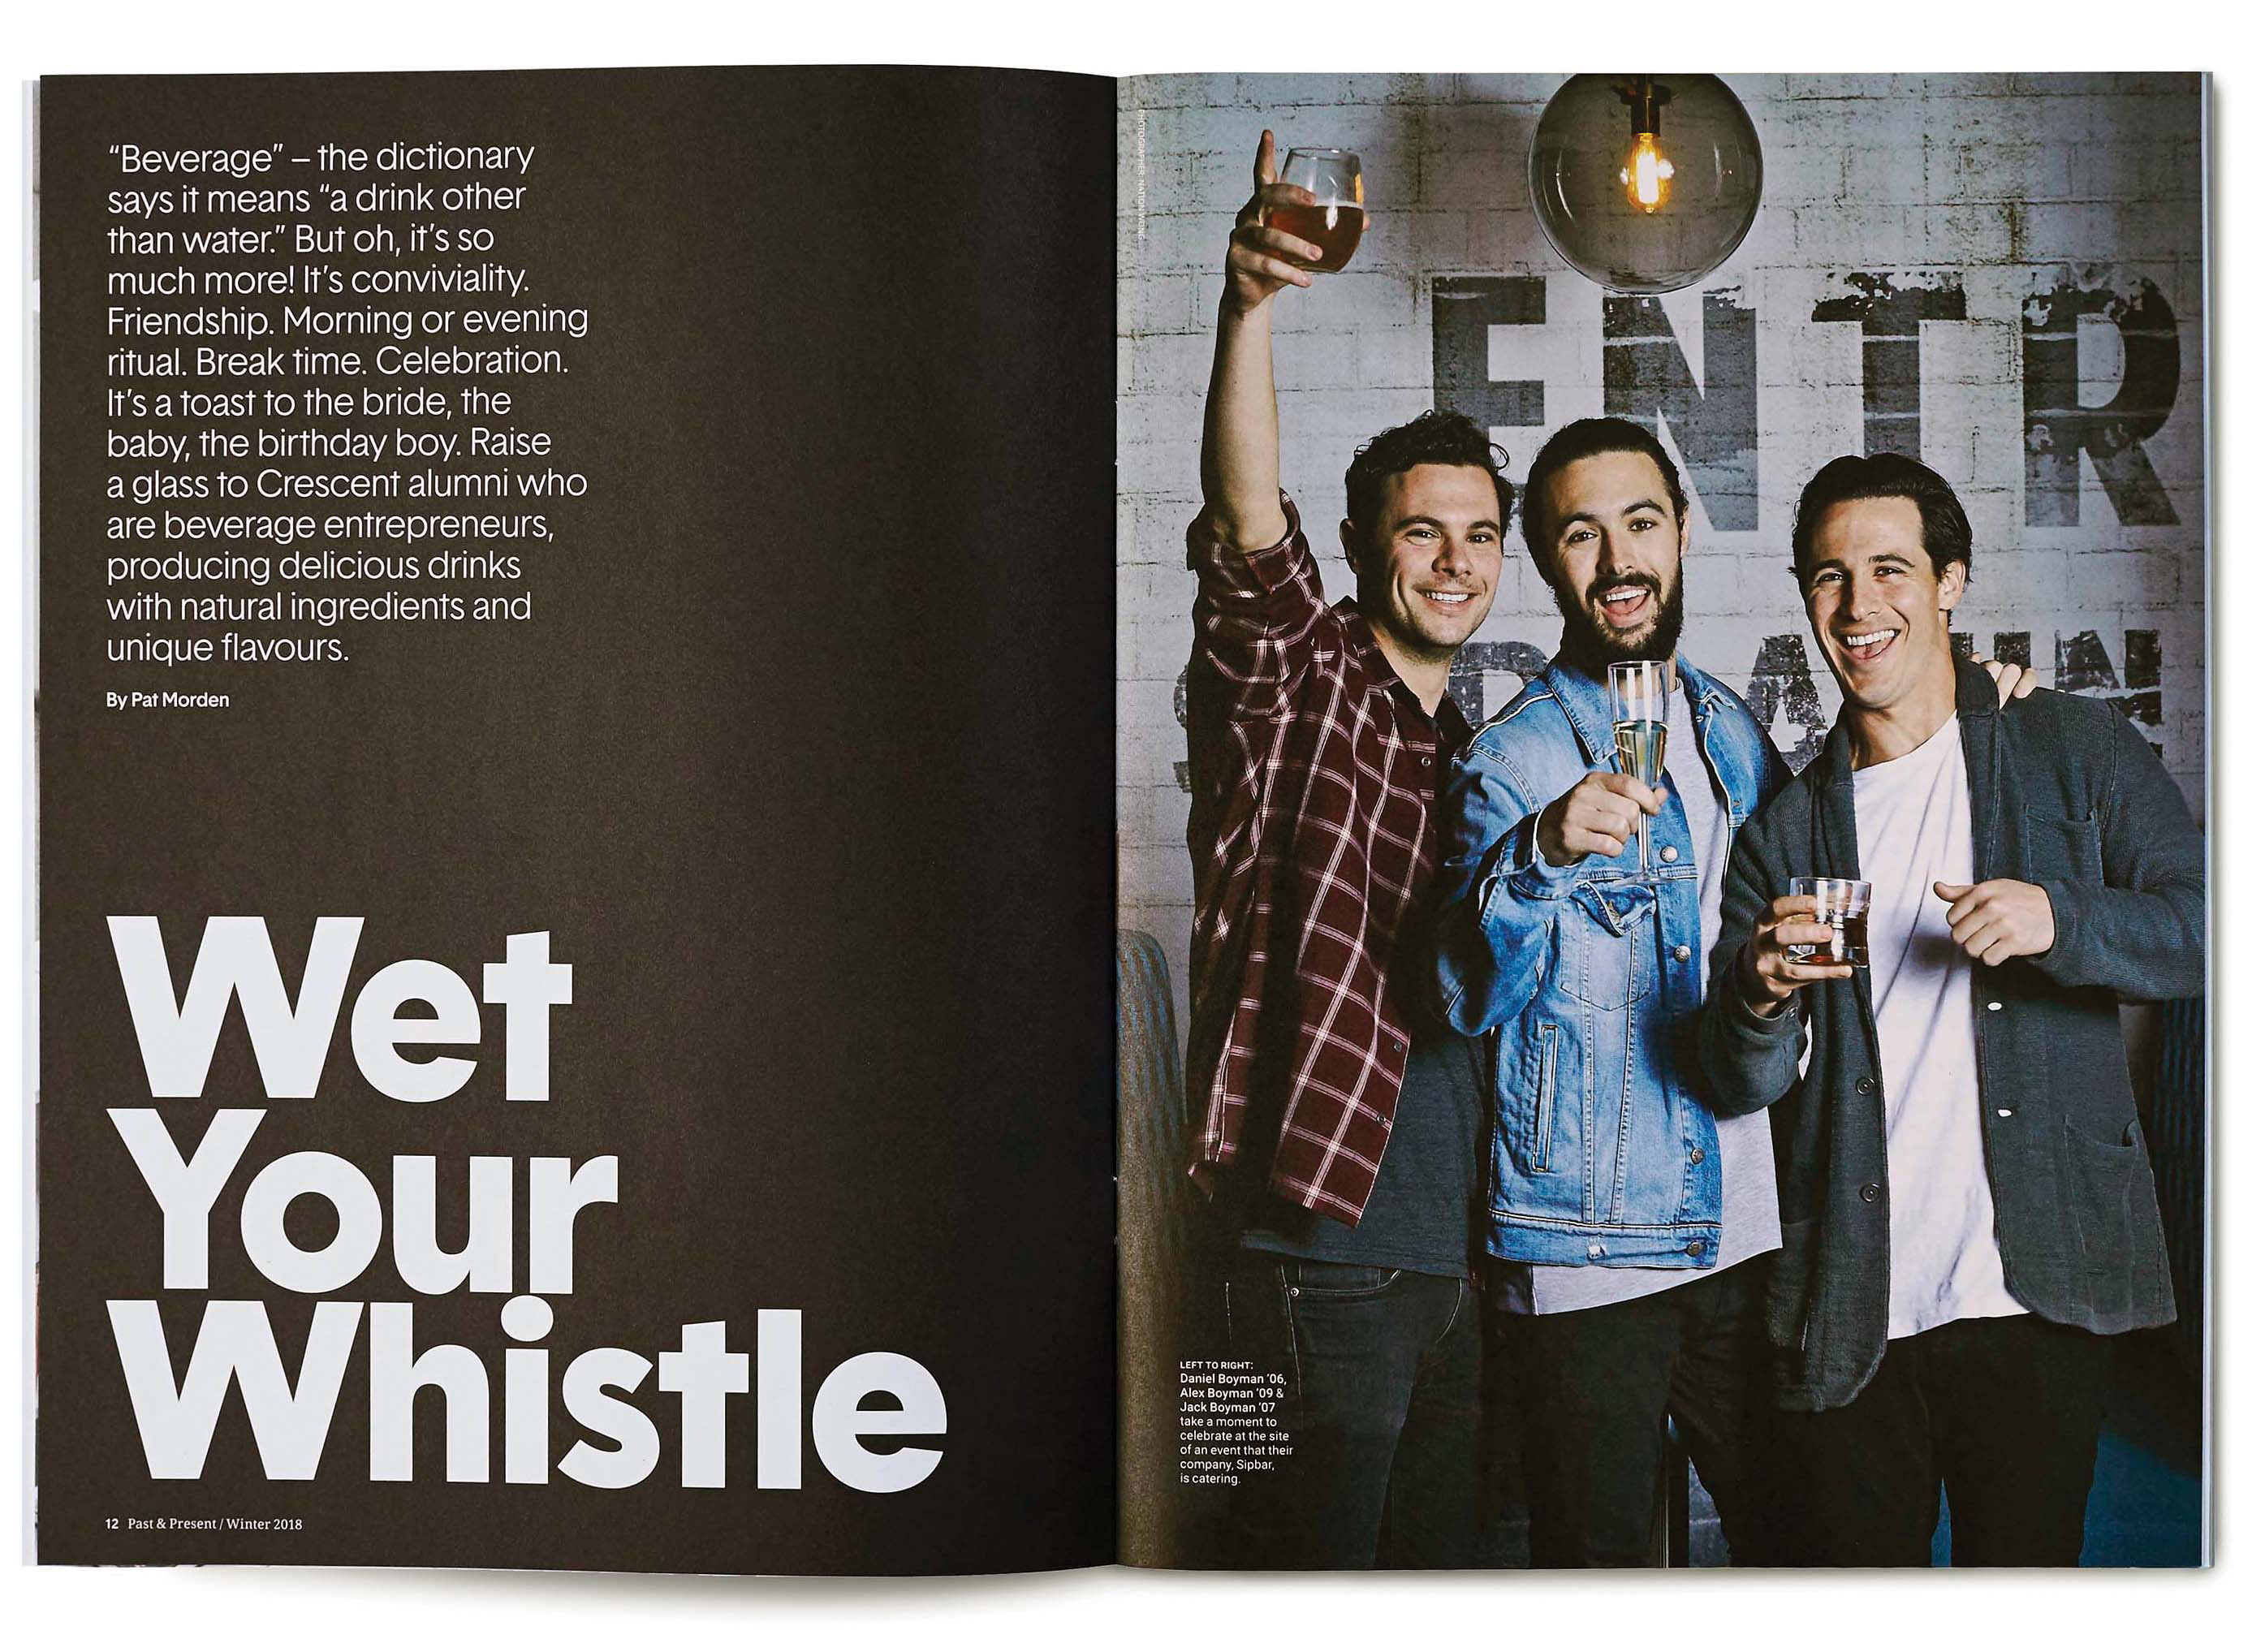 “Beverage” – the dictionary
says it means “a drink other
than water.” But oh, it’s so
much more! It’s conviviality.
Friendship. Morning or evening
ritual. Break time. Celebration.
It’s a toast to the bride, the
baby, the birthday boy. Raise
a glass to Crescent alumni who
are beverage entrepreneurs,
producing delicious drinks
with natural ingredients and
unique flavours.
By Pat Morden
Wet
Your
Whistle
12 Past & Present / Winter 2018
ENTR
LEFT TO RIGHT:
Daniel Boyman ’06,
Alex Boyman ’09 &
Jack Boyman ’07
take a moment to
celebrate at the site
of an event that their
company, Sipbar,
is catering.